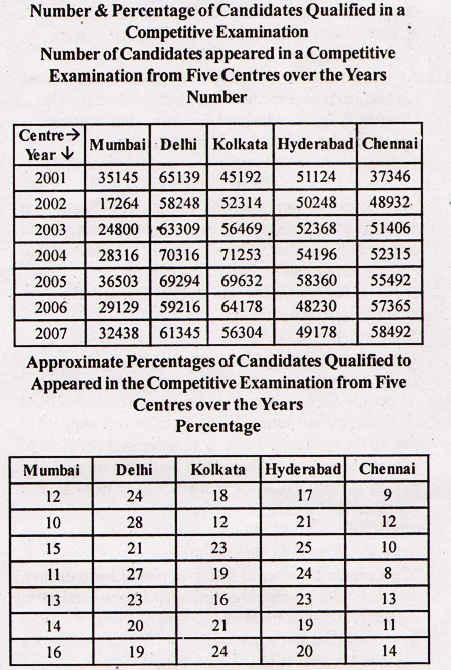 Number & Percentage of Candidates Qualified in a
Competitive Examination
Number of Candidates appeared in a Competitive
Examination from Five Centres over the Years
Number
Centre→ Mumbai Delhi Kolkata Hyderabad Chennai
Year ↓
2001 35145 65139 45192 51124 37346
2002 17264 58248 52314 50248 48932
2003 24800 63309 56469 52368 51406
2004 28316 70316 71253 54196 52315
2005 36503 69294 69632 58360 55492
2006 29129 59216 64178 48230 57365
2007 32438 61345 56304 49178 58492
Approximate Percentages of Candidates Qualified to
Appeared in the Competitive Examination from Five
Centres over the Years
Percentage
Mumbai Delhi Kolkata Hyderabad Chennai
12 24 18 17 9
10 28 12 21 12
15 21 23 25 10
11 27 19 24 8
13 23 16 23 13
14 20 21 19 11
16 19 24 20 14